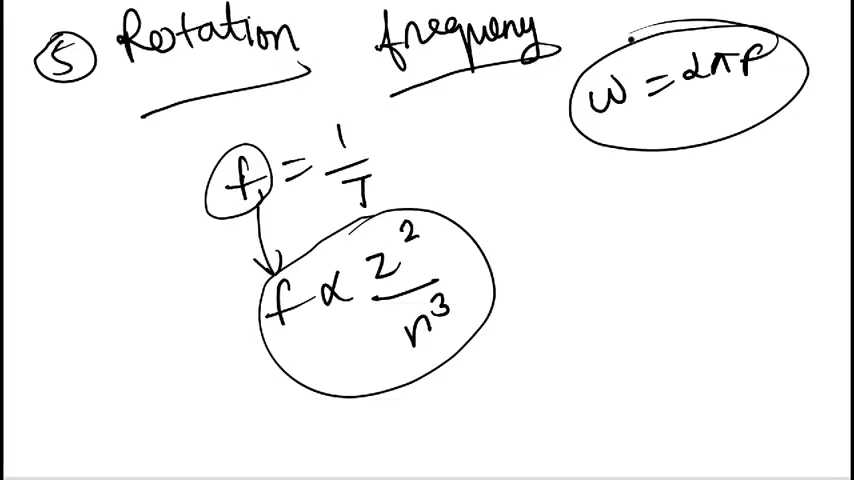 5 Rotation frequency
ω = 2πf
f = 1/T
f ∝ Z²/n³